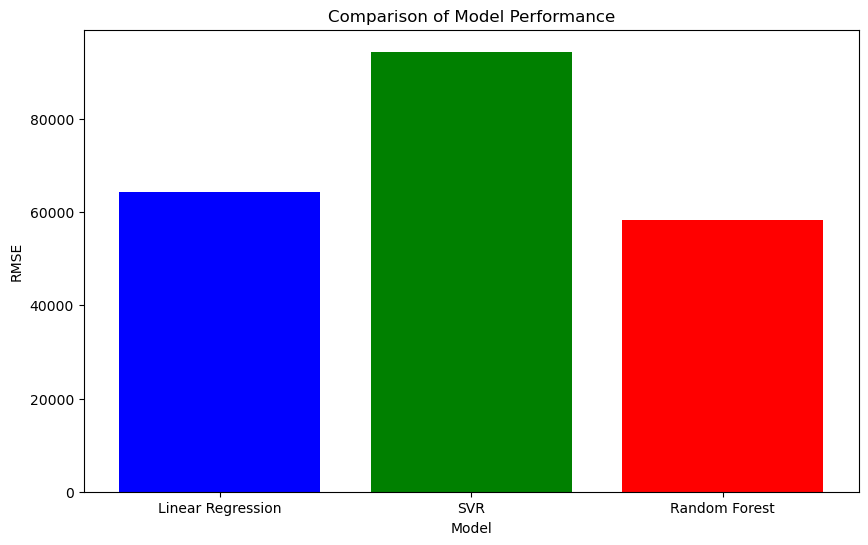 Comparison of Model Performance
RMSE
80000
60000
40000
20000
0
Linear Regression
SVR
Random Forest
Model